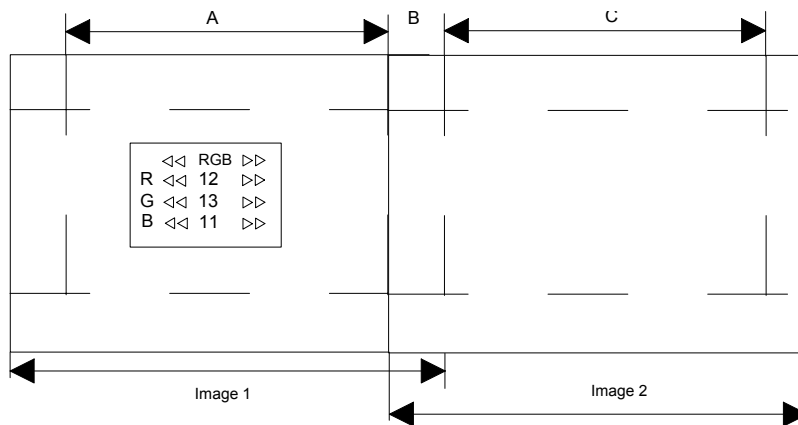 A B C
◁◁ RGB ▷▷
R ◁◁ 12 ▷▷
G ◁◁ 13 ▷▷
B ◁◁ 11 ▷▷
Image 1 Image 2